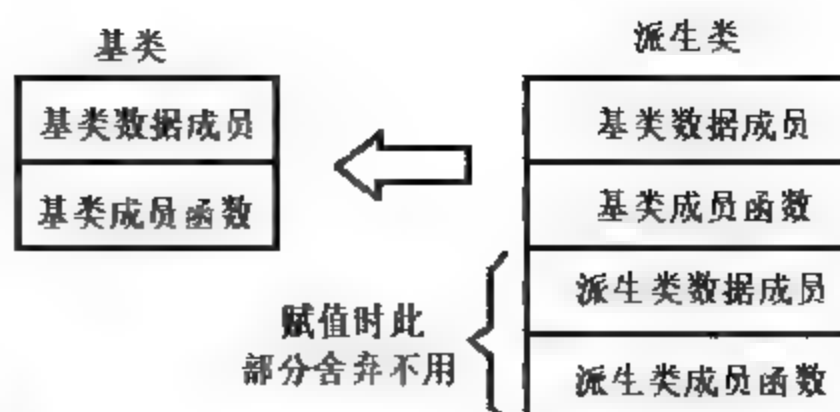 基类
派生类
基类数据成员
基类成员函数
基类数据成员
基类成员函数
派生类数据成员
派生类成员函数
赋值时此
部分舍弃不用